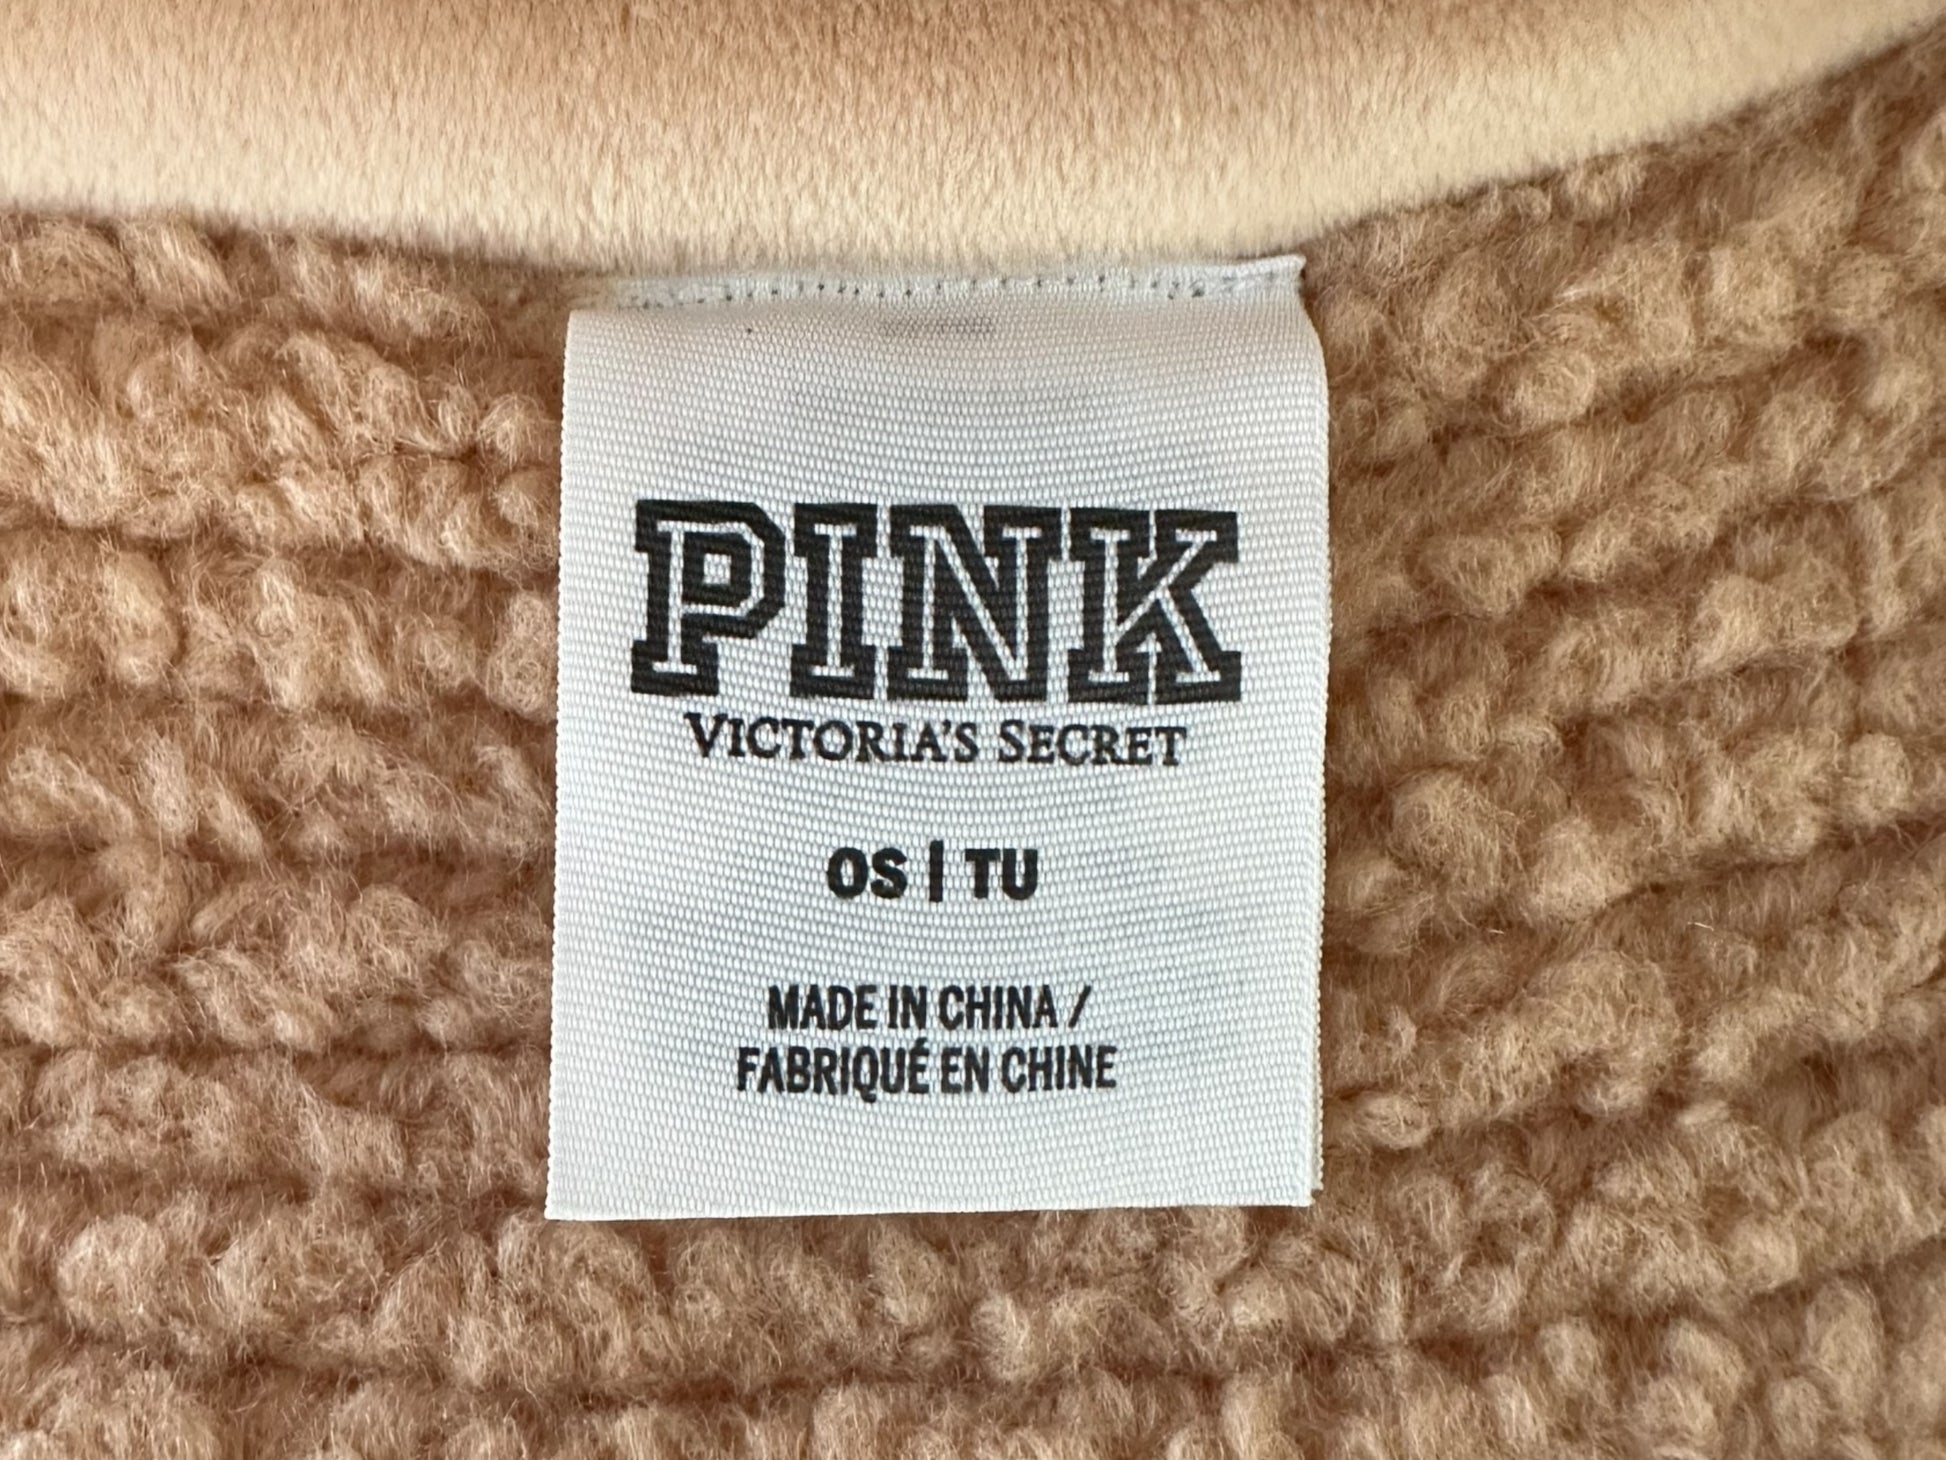 PINK
VICTORIA'S SECRET
OS | TU
MADE IN CHINA /
FABRIQUÉ EN CHINE